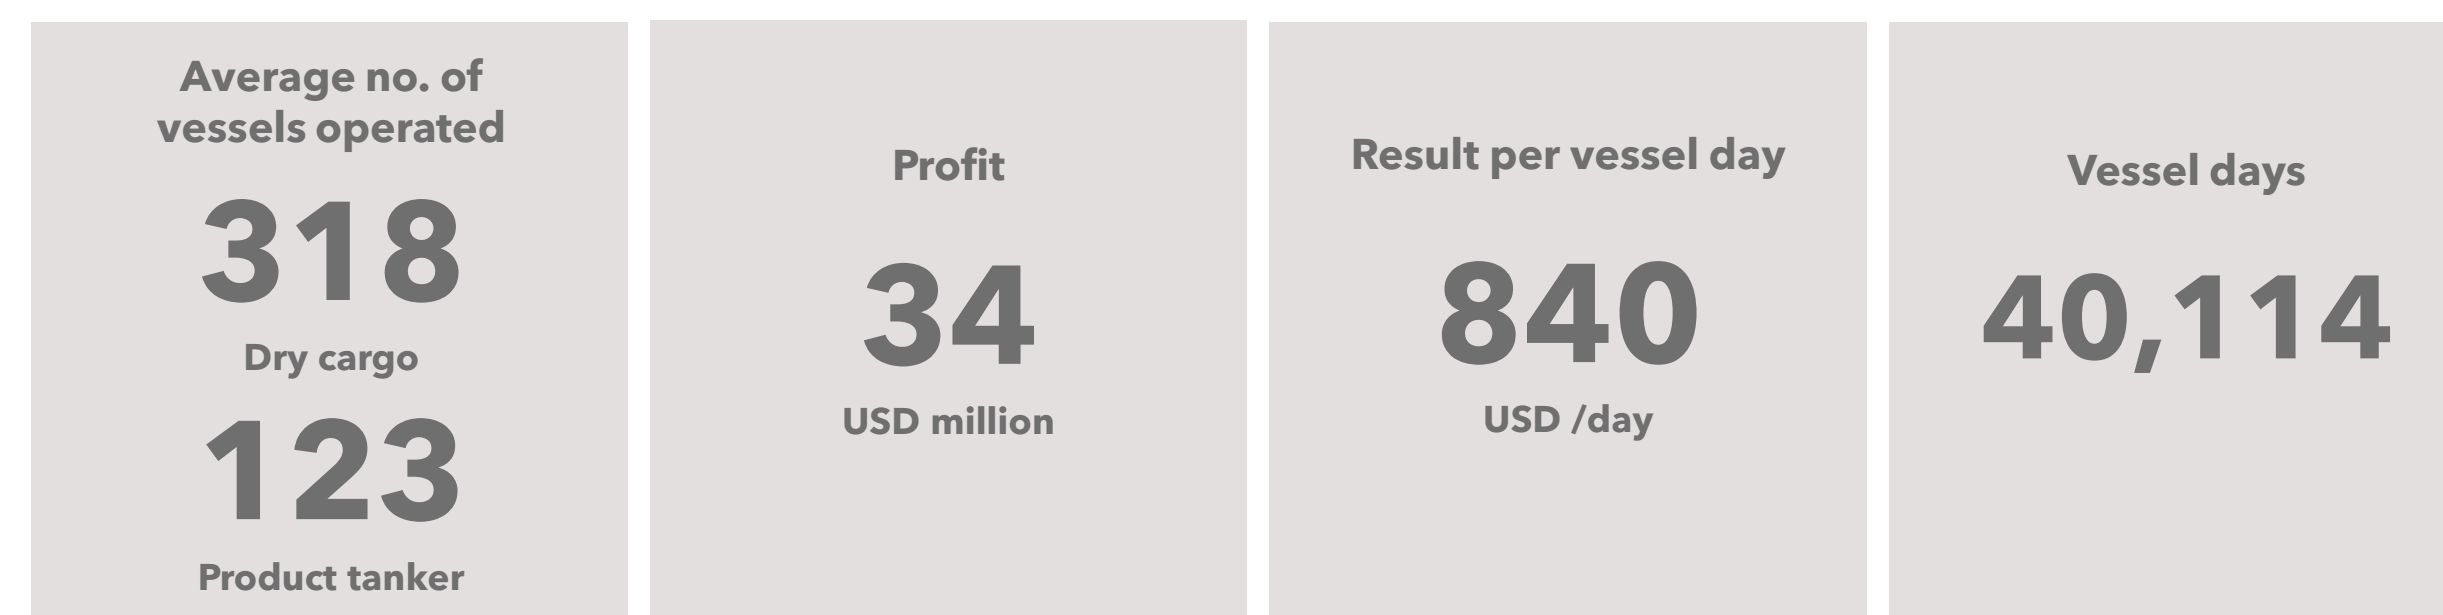 Average no. of
vessels operated
318
Dry cargo
123
Product tanker
Profit
34
USD million
Result per vessel day
840
USD /day
Vessel days
40,114